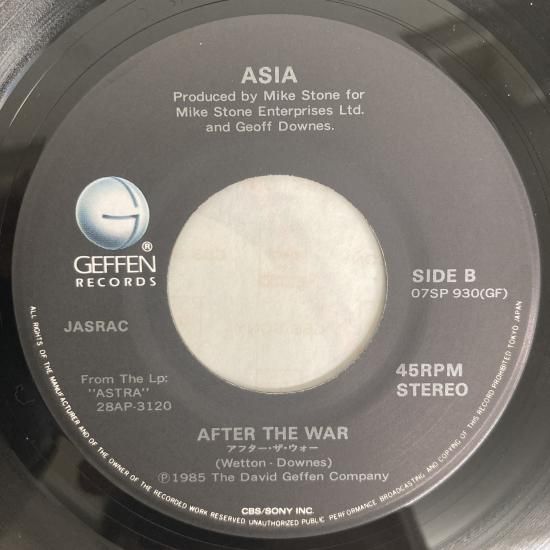 ASIA
Produced by Mike Stone for
Mike Stone Enterprises Ltd.
and Geoff Downes.
G
®
GEFFEN
RECORDS
SIDE B
07SP 930(GF)
JASRAC
45RPM
STEREO
From The Lp:
"ASTRA"
28AP-3120
AFTER THE WAR
アフター・ザ・ウォー
(Wetton - Downes)
Ⓟ1985 The David Geffen Company
CBS/SONY INC.
ALL RIGHTS OF THE MANUFACTURER AND OF THE OWNER OF THE RECORDED WORK RESERVED UNAUTHORIZED PUBLIC PERFORMANCE BROADCASTING AND COPYING OF THIS RECORD PROHIBITED TOKYO JAPAN